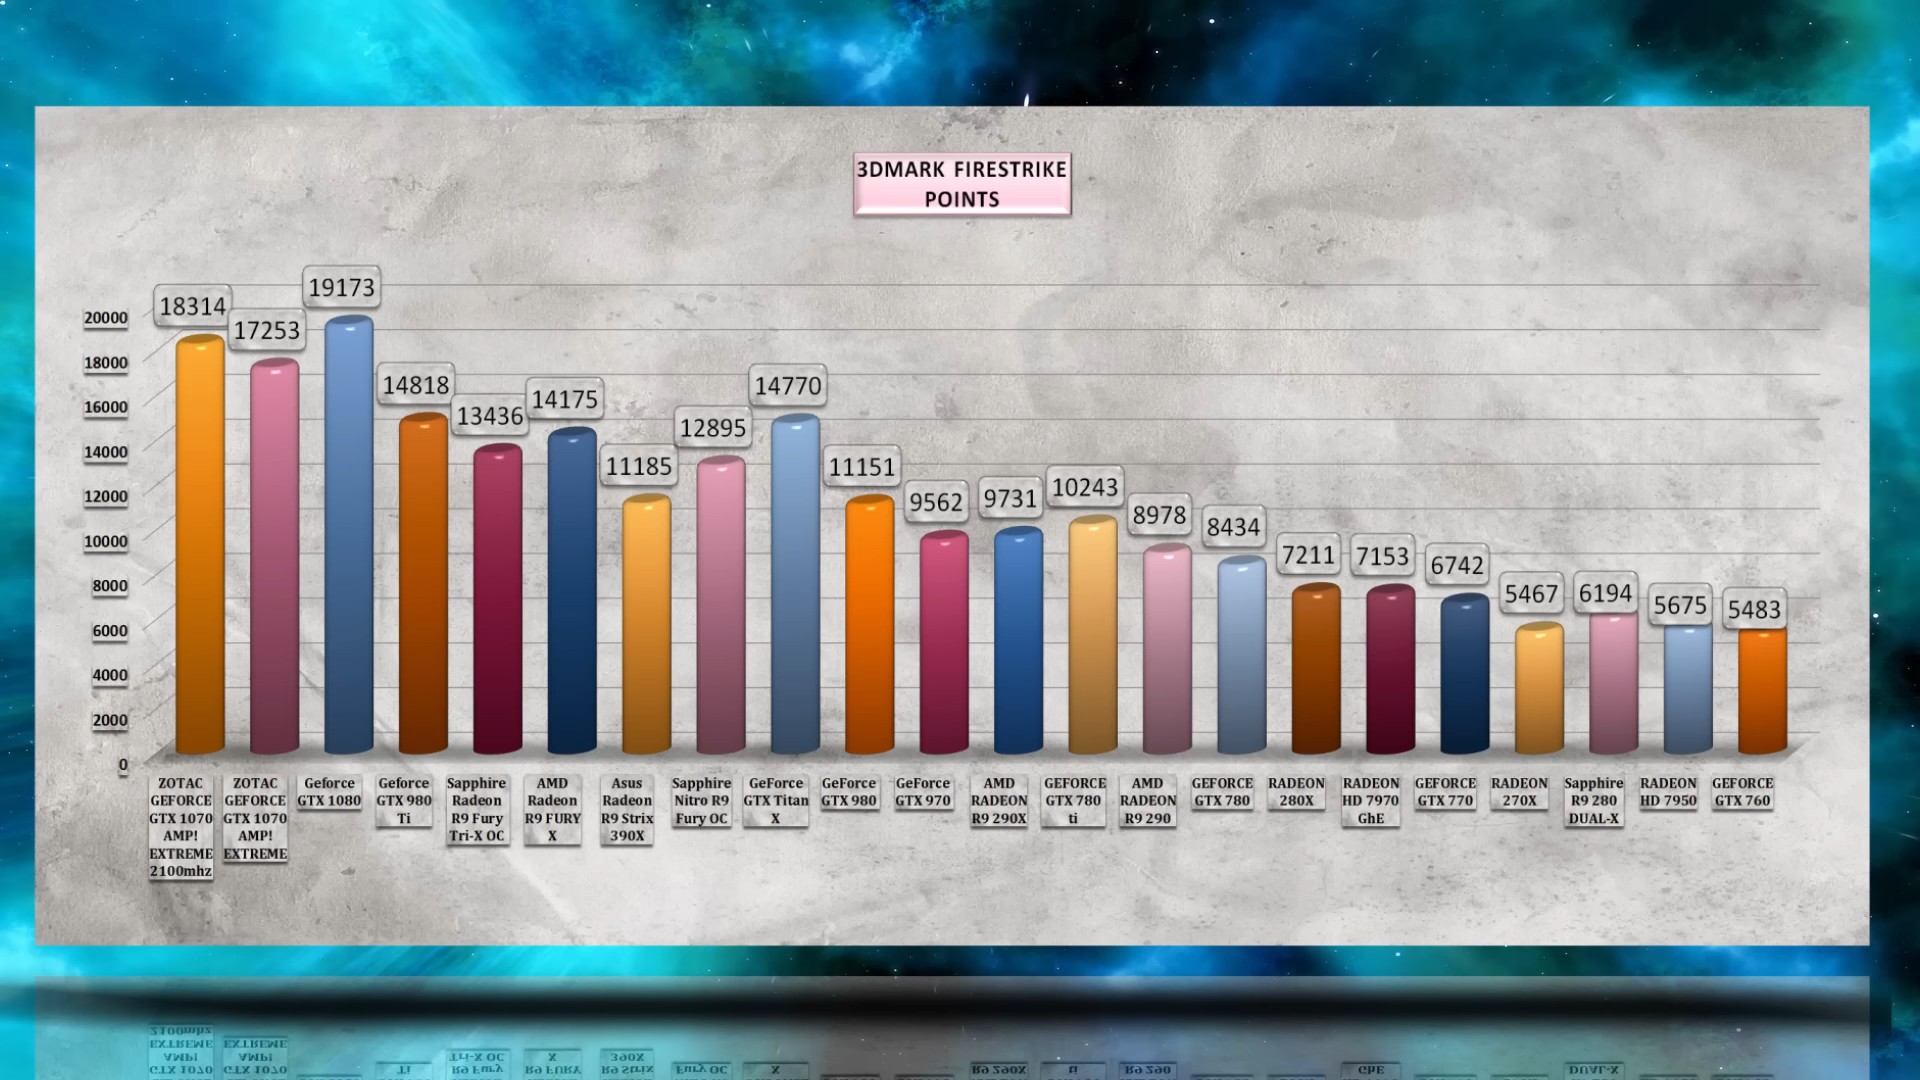 3DMARK FIRESTRIKE
POINTS
20000
18000
16000
14000
12000
10000
8000
6000
4000
2000
0
18314
17253
19173
14818
13436
14175
11185
12895
14770
11151
9562
9731
10243
8978
8434
7211
7153
6742
5467
6194
5675
5483
ZOTAC
GEFORCE
GTX 1070
AMP!
EXTREME
2100mhz
ZOTAC
GEFORCE
GTX 1070
AMP!
EXTREME
Geforce
GTX 1080
Geforce
GTX 980
Ti
Sapphire
Radeon
R9 Fury
Tri-X OC
AMD
Radeon
R9 FURY
X
Asus
Radeon
R9 Strix
390X
Sapphire
Nitro R9
Fury OC
GeForce
GTX Titan
X
GeForce
GTX 980
GeForce
GTX 970
AMD
RADEON
R9 290X
GEFORCE
GTX 780
ti
AMD
RADEON
R9 290
GEFORCE
GTX 780
RADEON
280X
RADEON
HD 7970
GhE
GEFORCE
GTX 770
RADEON
270X
Sapphire
R9 280
DUAL-X
RADEON
HD 7950
GEFORCE
GTX 760